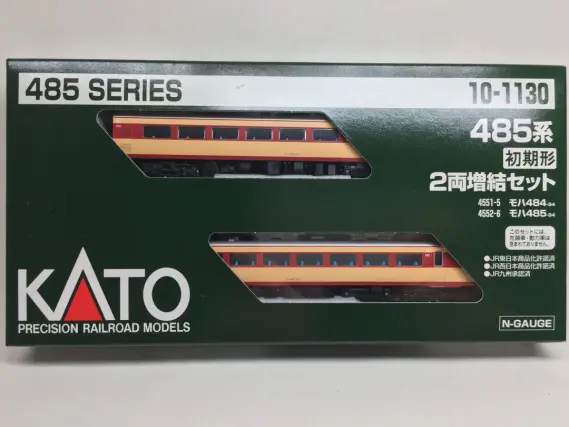 485 SERIES
10-1130
485系
初期形
2両増結セット
4551-5 モハ484-94
4552-6 モハ485-94
このセットには、
先頭車・動力車は
含まれておりません。
●JR東日本商品化許諾済
●JR西日本商品化許諾済
●JR九州承認済
KATO
PRECISION RAILROAD MODELS
N-GAUGE